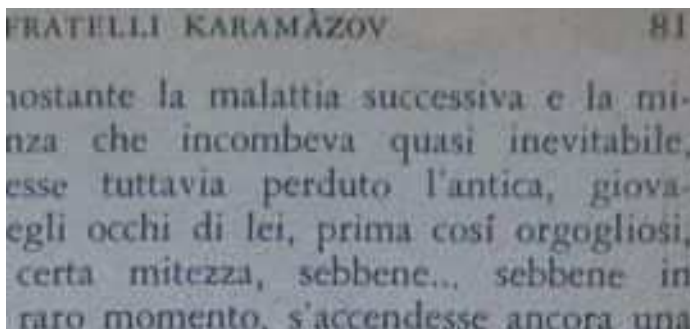 FRATELLI KARAMÀZOV 81
nostante la malattia successiva e la mi-
nza che incombeva quasi inevitabile,
esse tuttavia perduto l'antica, giova-
egli occhi di lei, prima cosí orgogliosi,
certa mitezza, sebbene... sebbene in
raro momento, s'accendesse ancora una